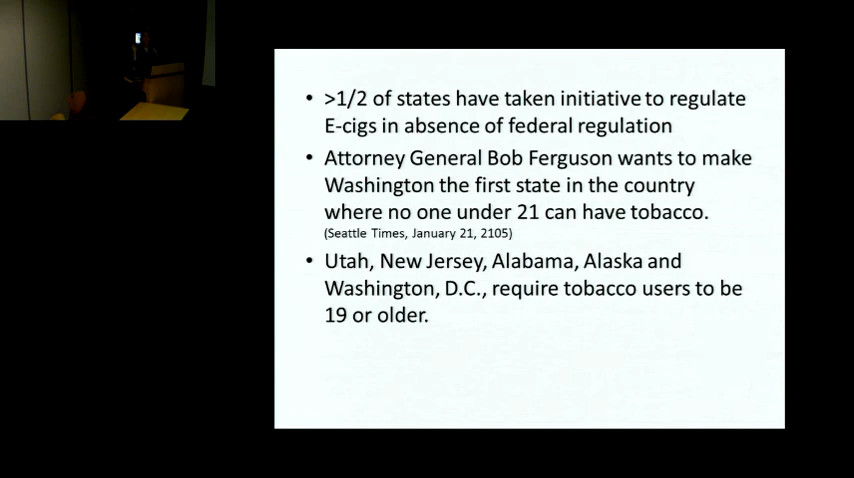 • >1/2 of states have taken initiative to regulate
E-cigs in absence of federal regulation
• Attorney General Bob Ferguson wants to make
Washington the first state in the country
where no one under 21 can have tobacco.
(Seattle Times, January 21, 2105)
• Utah, New Jersey, Alabama, Alaska and
Washington, D.C., require tobacco users to be
19 or older.